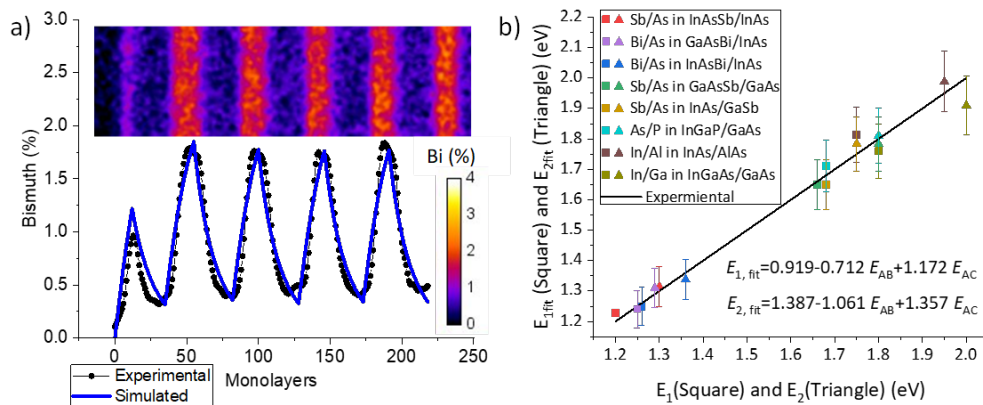 a)
Bismuth (%)
3.0
2.5
2.0
1.5
1.0
0.5
0.0
Bi (%)
4
3
2
1
0
0
50
100
150
200
250
Monolayers
Experimental
Simulated
b)
E1fit (Square) and E2fit (Triangle) (eV)
2.2
2.1
2.0
1.9
1.8
1.7
1.6
1.5
1.4
1.3
1.2
Sb/As in InAsSb/InAs
Bi/As in GaAsBi/InAs
Bi/As in InAsBi/InAs
Sb/As in GaAsSb/GaAs
Sb/As in InAs/GaSb
As/P in InGaP/GaAs
In/Al in InAs/AlAs
In/Ga in InGaAs/GaAs
Expermiental
E1, fit=0.919-0.712 EAB+1.172 EAC
E2, fit=1.387-1.061 EAB+1.357 EAC
1.2 1.3 1.4 1.5 1.6 1.7 1.8 1.9 2.0
E1(Square) and E2(Triangle) (eV)